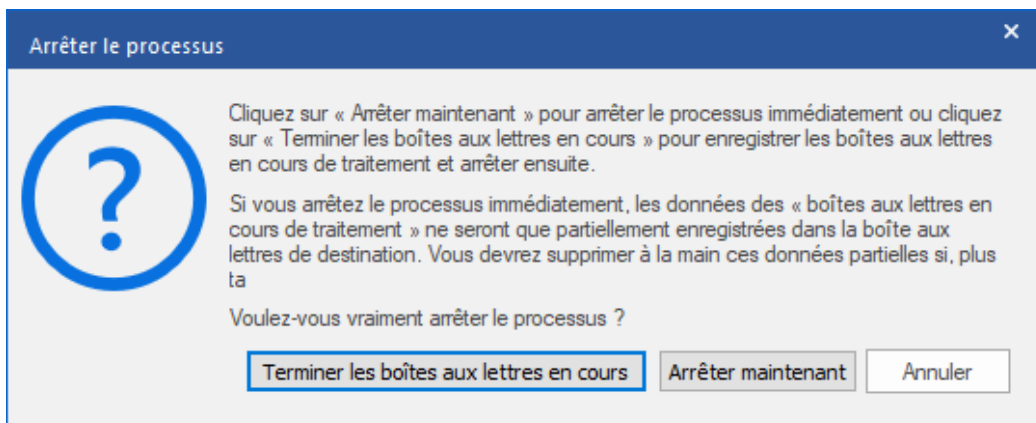 Arrêter le processus
Cliquez sur « Arrêter maintenant » pour arrêter le processus immédiatement ou cliquez
sur « Terminer les boîtes aux lettres en cours » pour enregistrer les boîtes aux lettres
en cours de traitement et arrêter ensuite.
Si vous arrêtez le processus immédiatement, les données des « boîtes aux lettres en
cours de traitement » ne seront que partiellement enregistrées dans la boîte aux
lettres de destination. Vous devrez supprimer à la main ces données partielles si, plus
ta
Voulez-vous vraiment arrêter le processus ?
Terminer les boîtes aux lettres en cours Arrêter maintenant Annuler